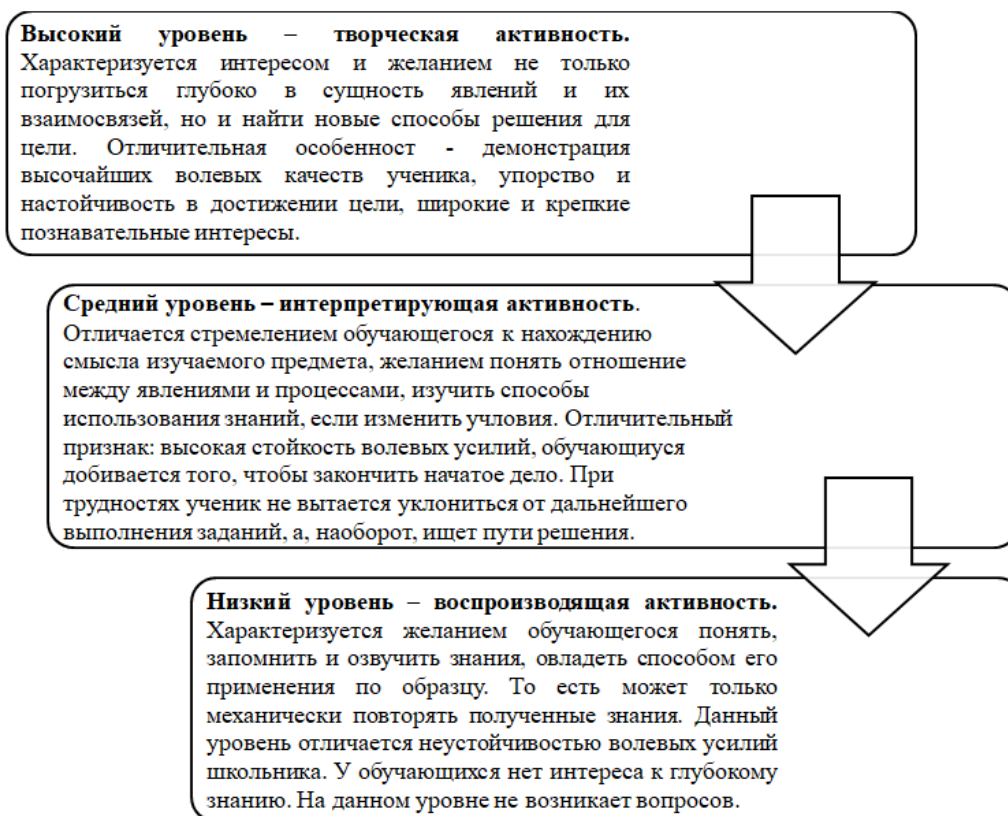 Высокий уровень – творческая активность.
Характеризуется интересом и желанием не только
погрузиться глубоко в сущность явлений и их
взаимосвязей, но и найти новые способы решения для
цели. Отличительная особенност - демонстрация
высочайших волевых качеств ученика, упорство и
настойчивость в достижении цели, широкие и крепкие
познавательные интересы.
Средний уровень – интерпретирующая активность.
Отличается стремелением обучающегося к нахождению
смысла изучаемого предмета, желанием понять отношение
между явлениями и процессами, изучить способы
использования знаний, если изменить учловия. Отличительный
признак: высокая стойкость волевых усилий, обучающиуся
добивается того, чтобы закончить начатое дело. При
трудностях ученик не вытается уклониться от дальнейшего
выполнения заданий, а, наоборот, ищет пути решения.
Низкий уровень – воспроизводящая активность.
Характеризуется желанием обучающегося понять,
запомнить и озвучить знания, овладеть способом его
применения по образцу. То есть может только
механически повторять полученные знания. Данный
уровень отличается неустойчивостью волевых усилий
школьника. У обучающихся нет интереса к глубокому
знанию. На данном уровне не возникает вопросов.